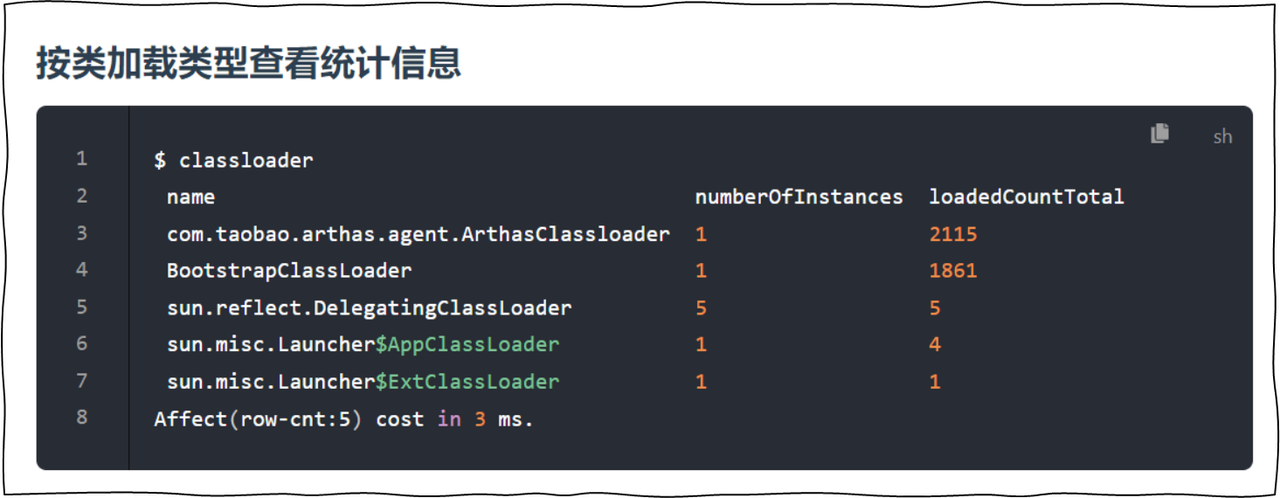 按类加载类型查看统计信息
sh
1 $ classloader
2 name numberOfInstances loadedCountTotal
3 com.taobao.arthas.agent.ArthasClassloader 1 2115
4 BootstrapClassLoader 1 1861
5 sun.reflect.DelegatingClassLoader 5 5
6 sun.misc.Launcher$AppClassLoader 1 4
7 sun.misc.Launcher$ExtClassLoader 1 1
8 Affect(row-cnt:5) cost in 3 ms.